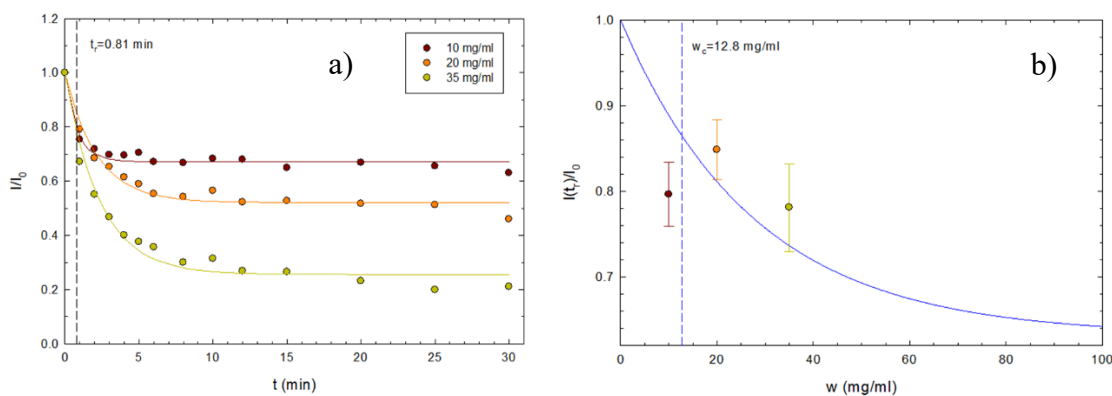 1.2
1.0
0.8
0.6
0.4
0.2
0.0
I/I0
tr=0.81 min
10 mg/ml
20 mg/ml
35 mg/ml
a)
0 5 10 15 20 25 30
t (min)
1.0
0.9
0.8
0.7
I(tr)/I0
wc=12.8 mg/ml
b)
0 20 40 60 80 100
w (mg/ml)